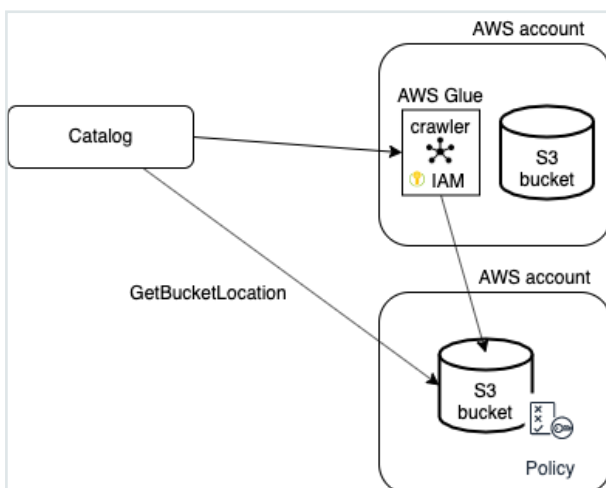 AWS account
AWS Glue
crawler
IAM
S3
bucket
Catalog
GetBucketLocation
AWS account
S3
bucket
Policy